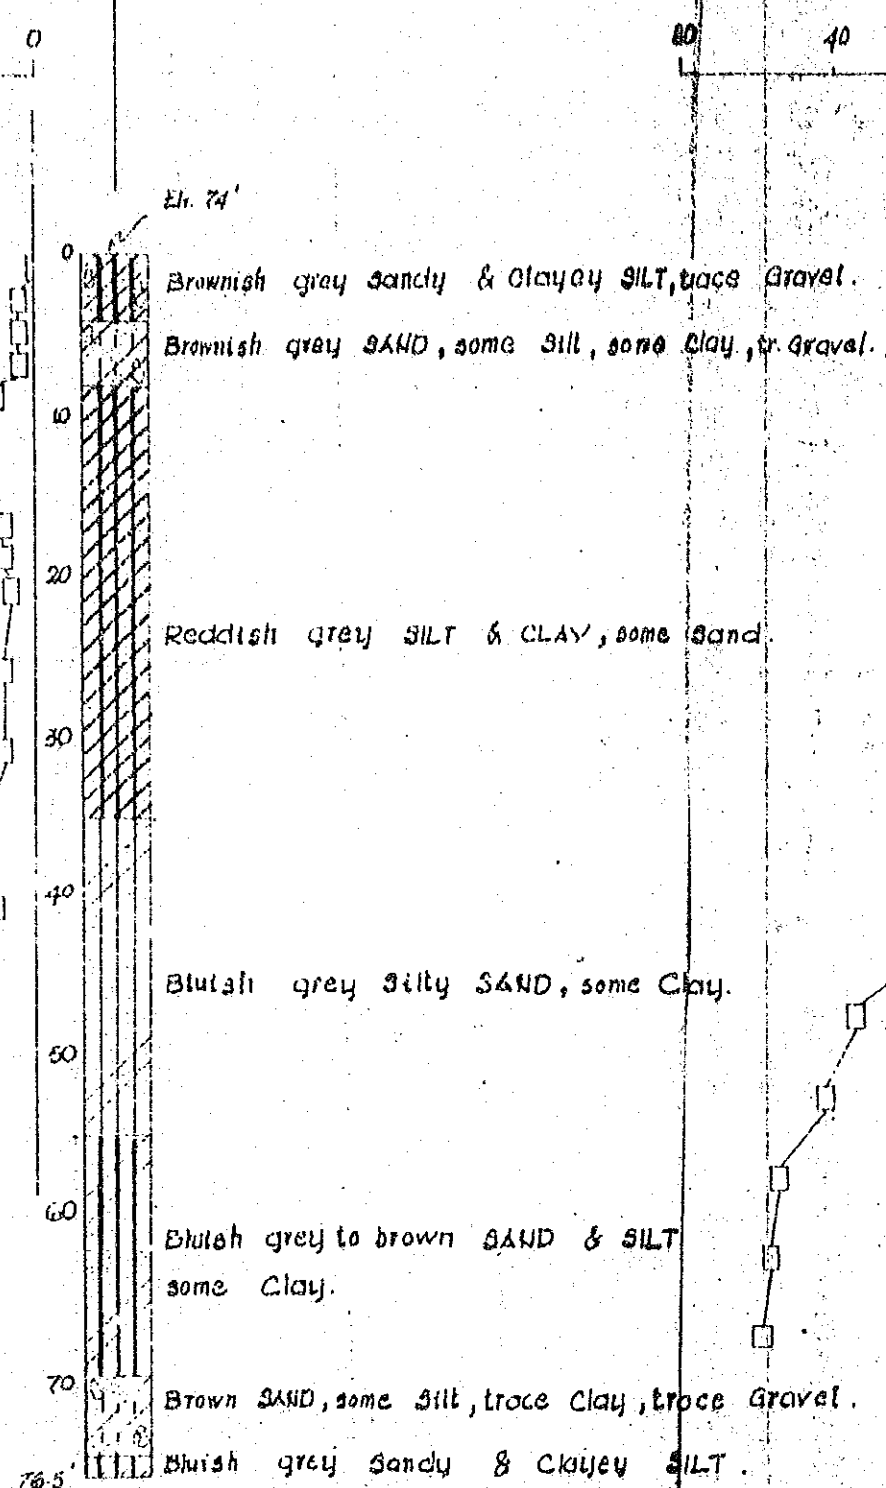 0 80 40
Elv. 74'
0
Brownish grey Sandy & Clayey SILT, trace Gravel.
Brownish grey SAND, some Silt, some Clay, tr. Gravel.
10
20
Reddish grey SILT & CLAY, some Sand.
30
40
Bluish grey Silty SAND, some Clay.
50
60
Bluish grey to brown SAND & SILT
some Clay.
70
Brown SAND, some Silt, trace Clay, trace Gravel.
Bluish grey Sandy & Clayey SILT.
76.5'